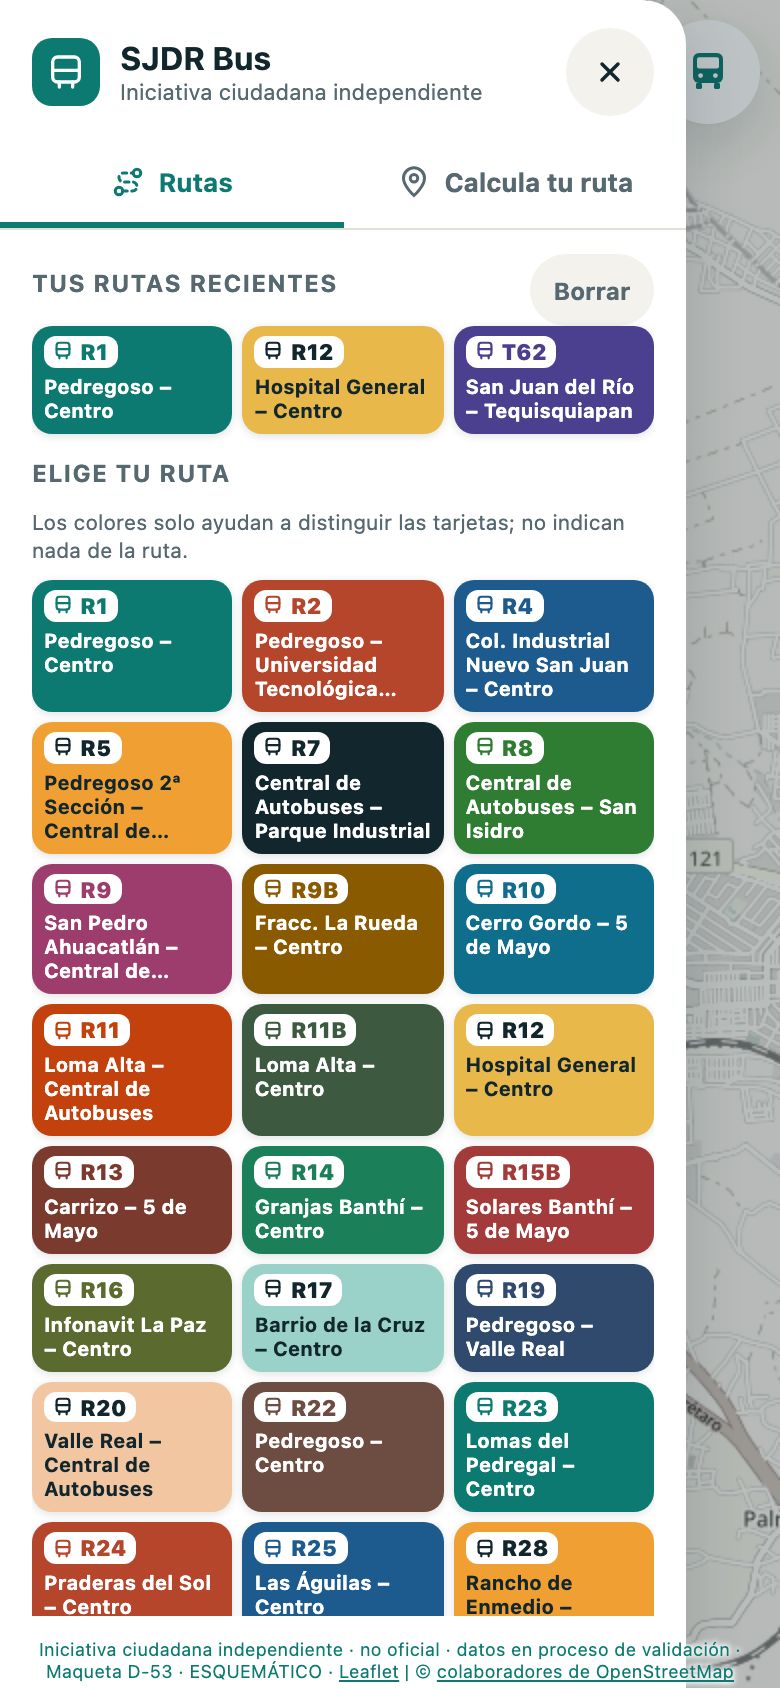 SJDR Bus
Iniciativa ciudadana independiente
Rutas
Calcula tu ruta
TUS RUTAS RECIENTES
Borrar
R1
Pedregoso –
Centro
R12
Hospital General
– Centro
T62
San Juan del Río
– Tequisquiapan
ELIGE TU RUTA
Los colores solo ayudan a distinguir las tarjetas; no indican
nada de la ruta.
R1
Pedregoso –
Centro
R2
Pedregoso –
Universidad
Tecnológica...
R4
Col. Industrial
Nuevo San Juan
– Centro
R5
Pedregoso 2ª
Sección –
Central de...
R7
Central de
Autobuses –
Parque Industrial
R8
Central de
Autobuses – San
Isidro
R9
San Pedro
Ahuacatlán –
Central de...
R9B
Fracc. La Rueda
– Centro
R10
Cerro Gordo – 5
de Mayo
R11
Loma Alta –
Central de
Autobuses
R11B
Loma Alta –
Centro
R12
Hospital General
– Centro
R13
Carrizo – 5 de
Mayo
R14
Granjas Banthí –
Centro
R15B
Solares Banthí –
5 de Mayo
R16
Infonavit La Paz
– Centro
R17
Barrio de la Cruz
– Centro
R19
Pedregoso –
Valle Real
R20
Valle Real –
Central de
Autobuses
R22
Pedregoso –
Centro
R23
Lomas del
Pedregal –
Centro
R24
Praderas del Sol
– Centro
R25
Las Águilas –
Centro
R28
Rancho de
Enmedio –
121
Iniciativa ciudadana independiente · no oficial · datos en proceso de validación ·
Maqueta D-53 · ESQUEMÁTICO · Leaflet | © colaboradores de OpenStreetMap